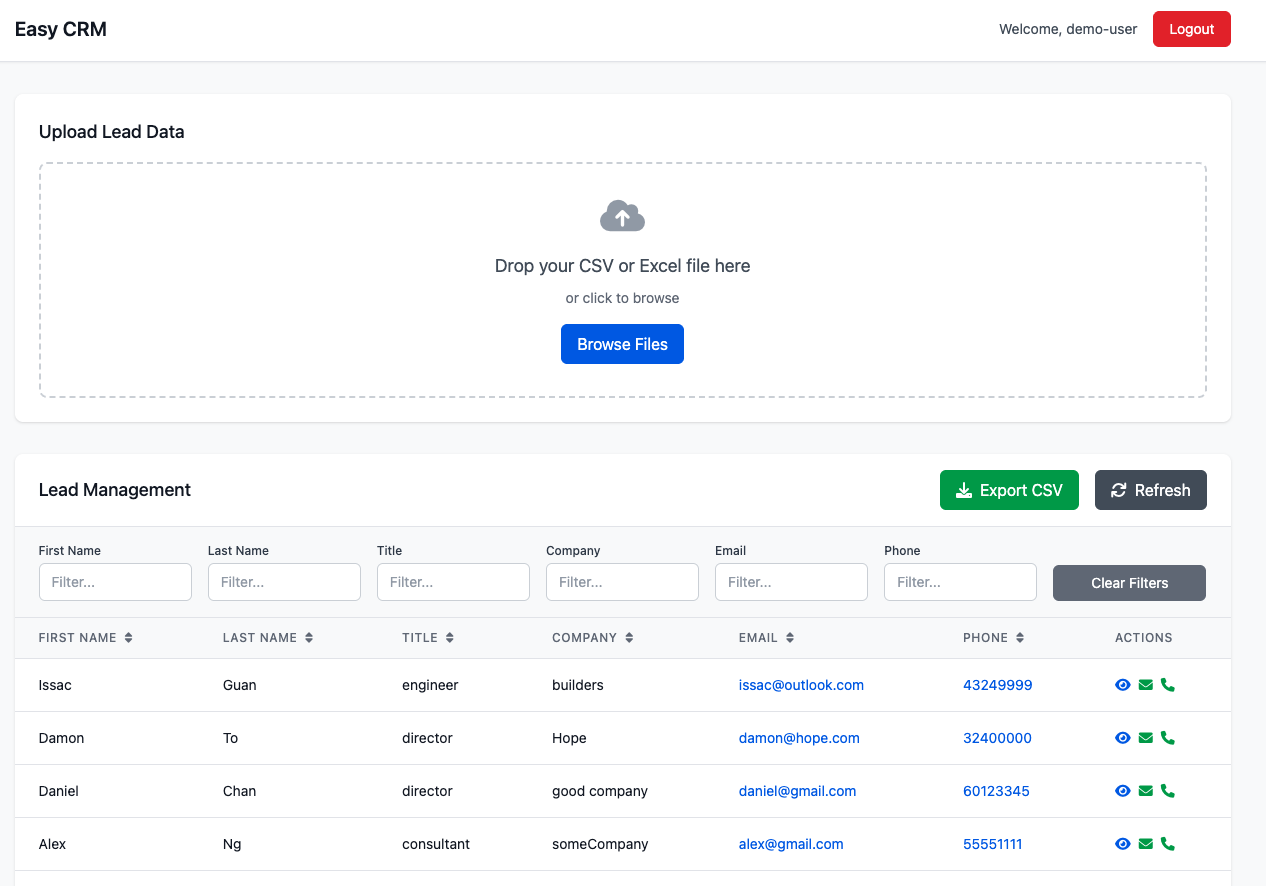 Easy CRM
Welcome, demo-user
Logout
Upload Lead Data
Drop your CSV or Excel file here
or click to browse
Browse Files
Lead Management
Export CSV
Refresh
First Name Last Name Title Company Email Phone
Filter... Filter... Filter... Filter... Filter... Filter... Clear Filters
FIRST NAME LAST NAME TITLE COMPANY EMAIL PHONE ACTIONS
Issac Guan engineer builders issac@outlook.com 43249999
Damon To director Hope damon@hope.com 32400000
Daniel Chan director good company daniel@gmail.com 60123345
Alex Ng consultant someCompany alex@gmail.com 55551111